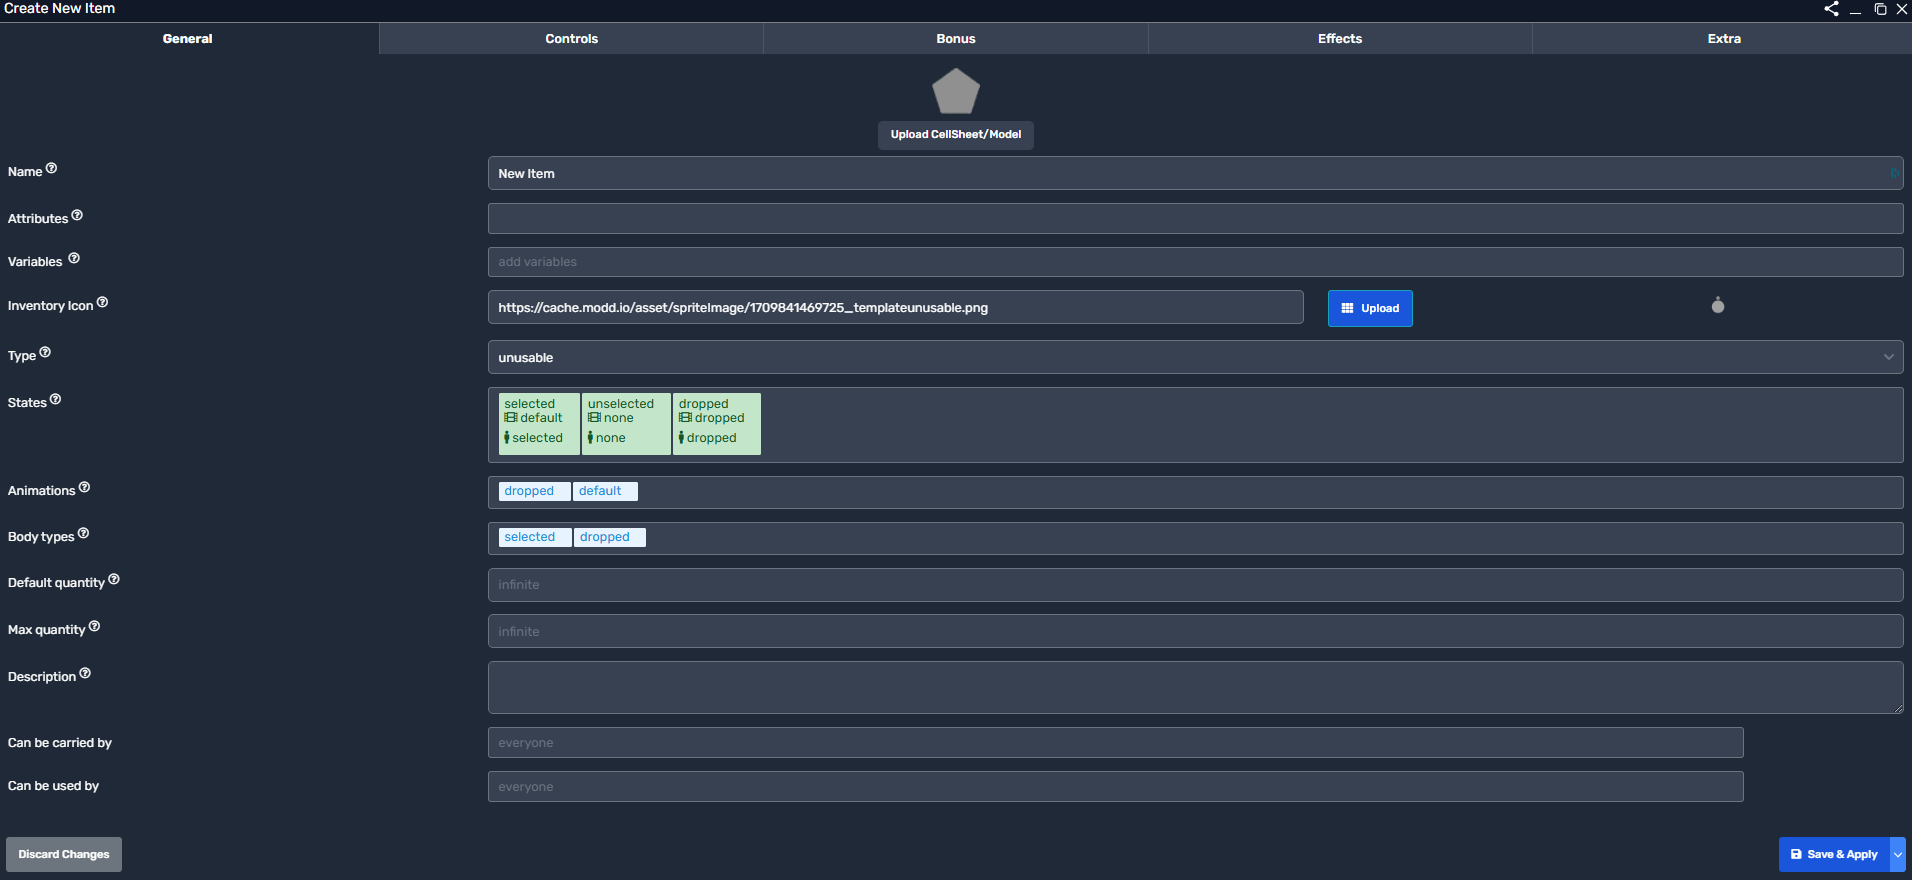 Create New Item
General
Controls
Bonus
Effects
Extra
Upload CellSheet/Model
Name
New Item
Attributes
Variables
add variables
Inventory Icon
https://cache.modd.io/asset/spriteImage/1709841469725_templateunusable.png
Upload
Type
unusable
States
selected
default
selected
unselected
none
none
dropped
dropped
dropped
Animations
dropped
default
Body types
selected
dropped
Default quantity
infinite
Max quantity
infinite
Description
Can be carried by
everyone
Can be used by
everyone
Discard Changes
Save & Apply